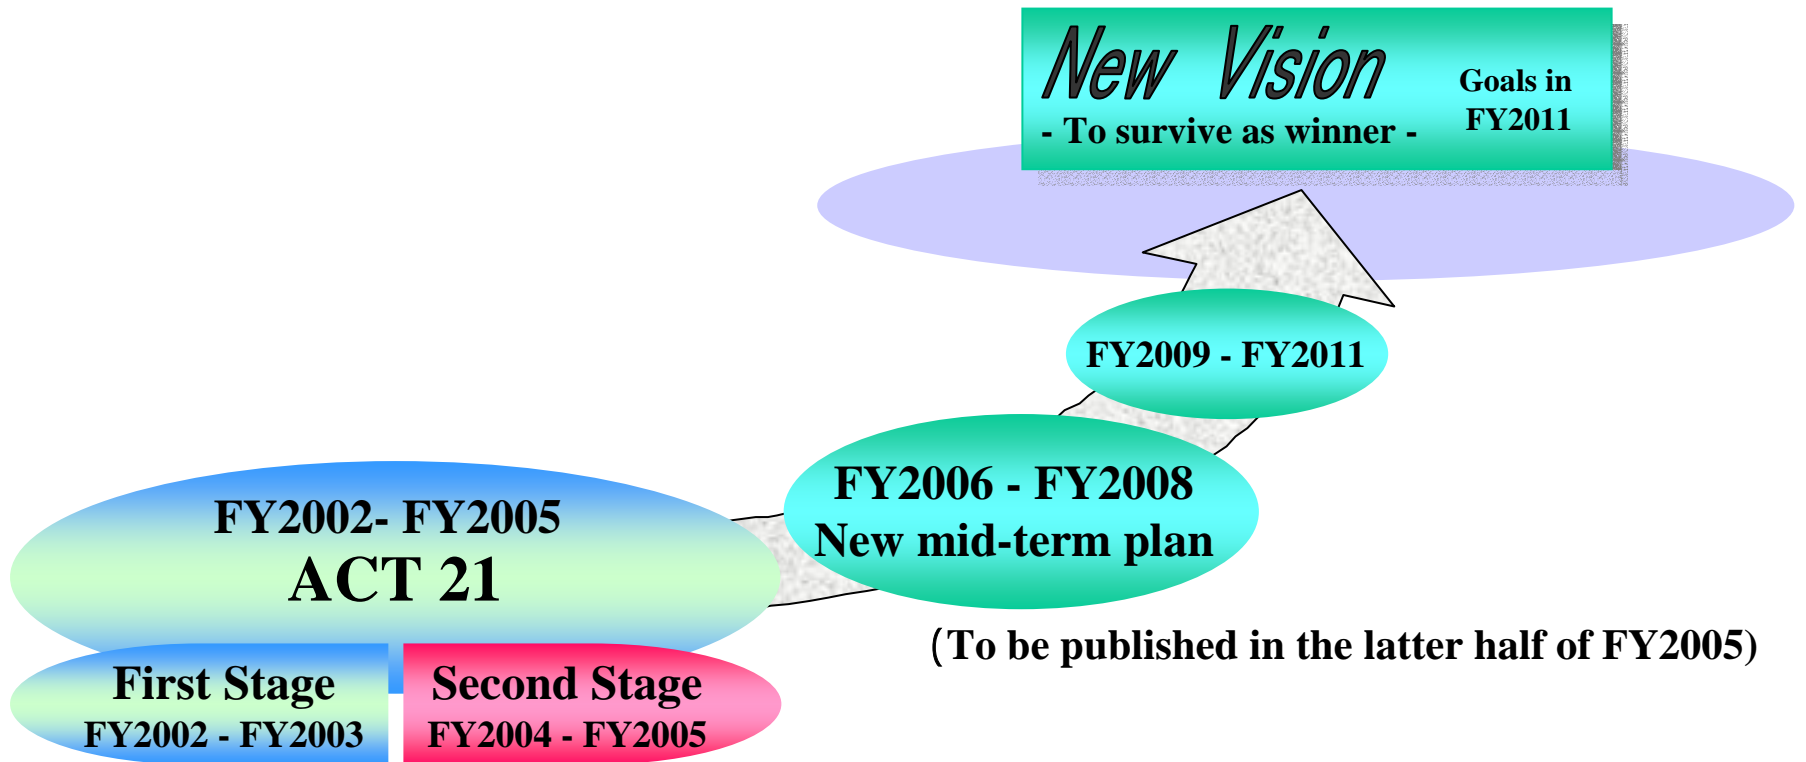 New Vision
- To survive as winner -
Goals in
FY2011
FY2009 - FY2011
FY2006 - FY2008
New mid-term plan
(To be published in the latter half of FY2005)
FY2002- FY2005
ACT 21
First Stage
FY2002 - FY2003
Second Stage
FY2004 - FY2005